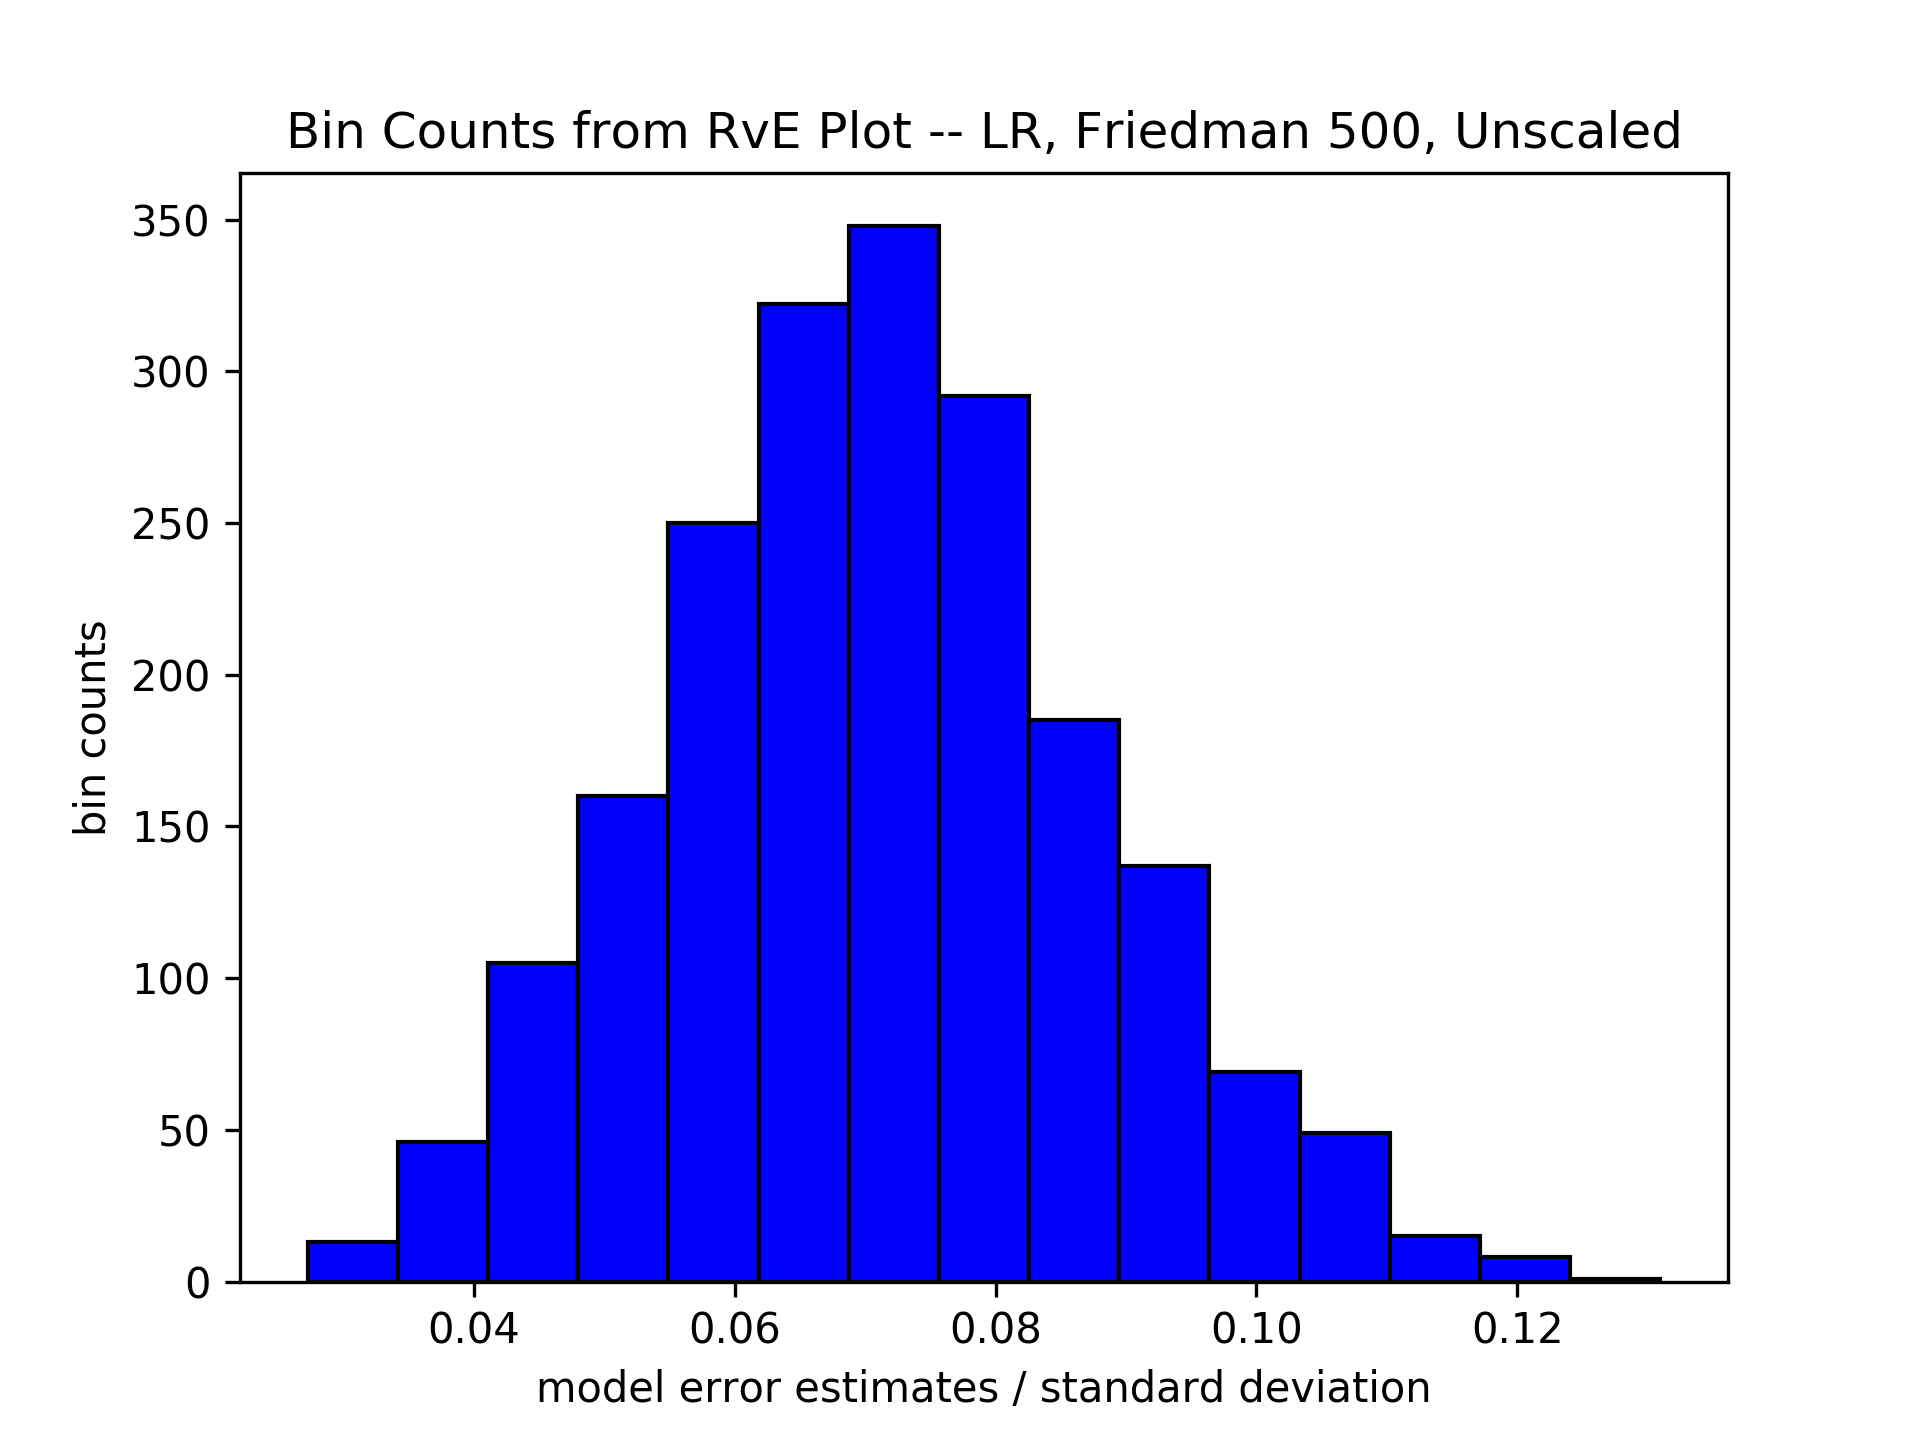 Bin Counts from RvE Plot -- LR, Friedman 500, Unscaled
350
300
250
200
150
100
50
0
bin counts
0.04 0.06 0.08 0.10 0.12
model error estimates / standard deviation